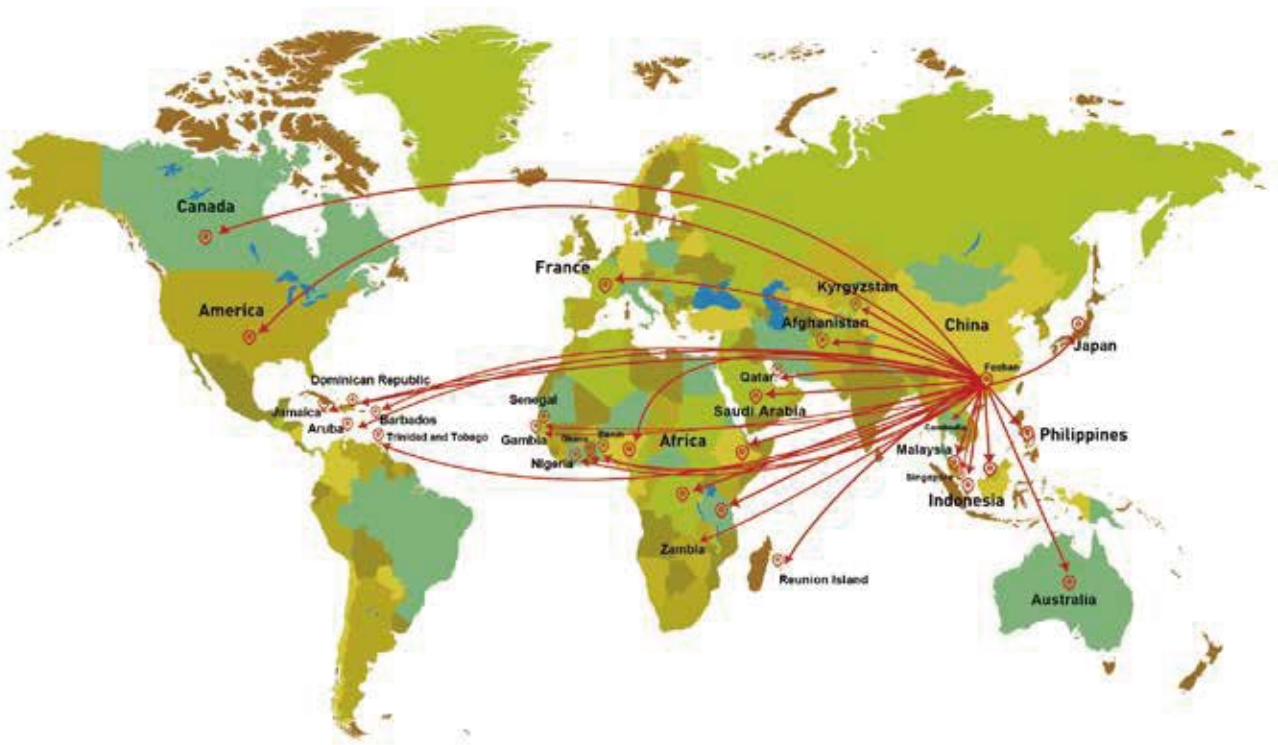 Canada
America
France
Kyrgyzstan
Afghanistan
China
Japan
Foshan
Qatar
Saudi Arabia
Dominican Republic
Jamaica
Barbados
Aruba
Trinidad and Tobago
Senegal
Gambia
Ghana
Benin
Nigeria
Africa
Cambodia
Philippines
Malaysia
Singapore
Indonesia
Zambia
Reunion Island
Australia